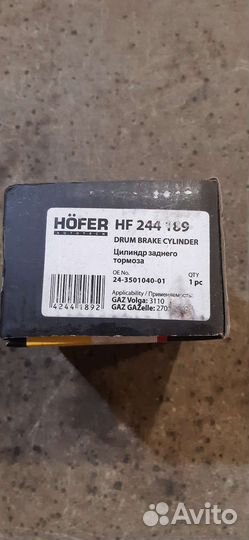 HÖFER
AUTOTEILE
HF 244 189
DRUM BRAKE CYLINDER
Цилиндр заднего
тормоза
OE No.
24-3501040-01
QTY
1 pc
Applicability / Применяемость:
GAZ Volga: 3110
GAZ GAZelle: 270
4244 1892
Avito